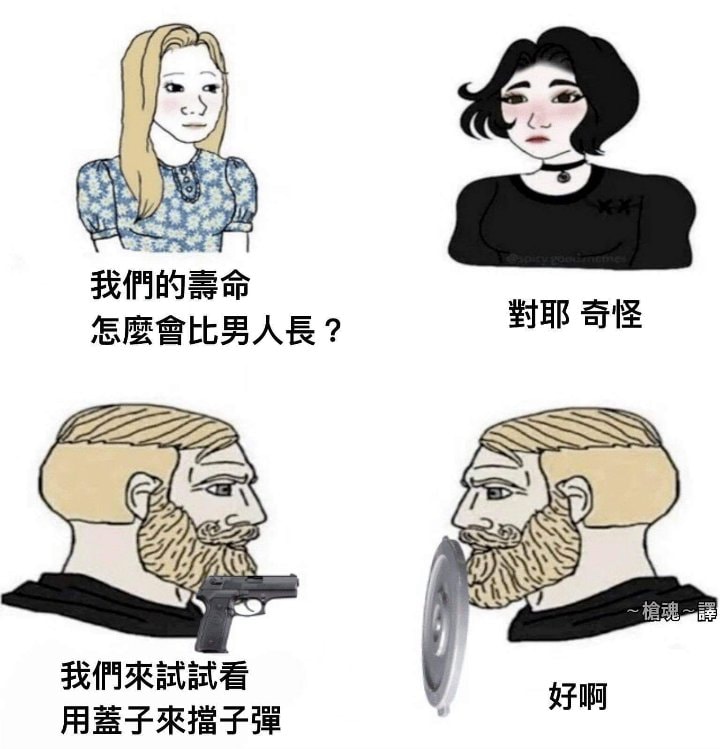 我們的壽命
怎麼會比男人長？
對耶 奇怪
我們來試試看
用蓋子來擋子彈
好啊
～槍魂～譯